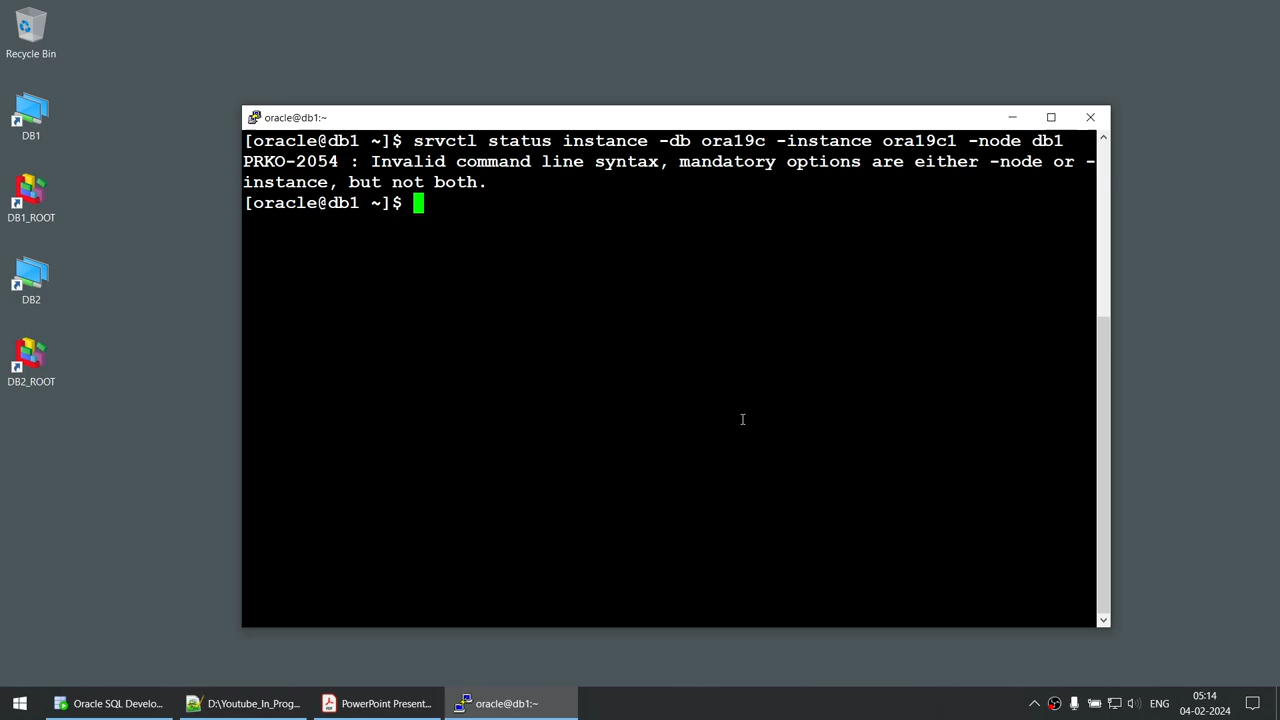 Recycle Bin
DB1
DB1_ROOT
DB2
DB2_ROOT
oracle@db1:~
[oracle@db1 ~]$ srvctl status instance -db ora19c -instance ora19c1 -node db1
PRKO-2054 : Invalid command line syntax, mandatory options are either -node or -
instance, but not both.
[oracle@db1 ~]$
Oracle SQL Develo...
D:\Youtube_In_Prog...
PowerPoint Present...
oracle@db1:~
ENG
05:14
04-02-2024